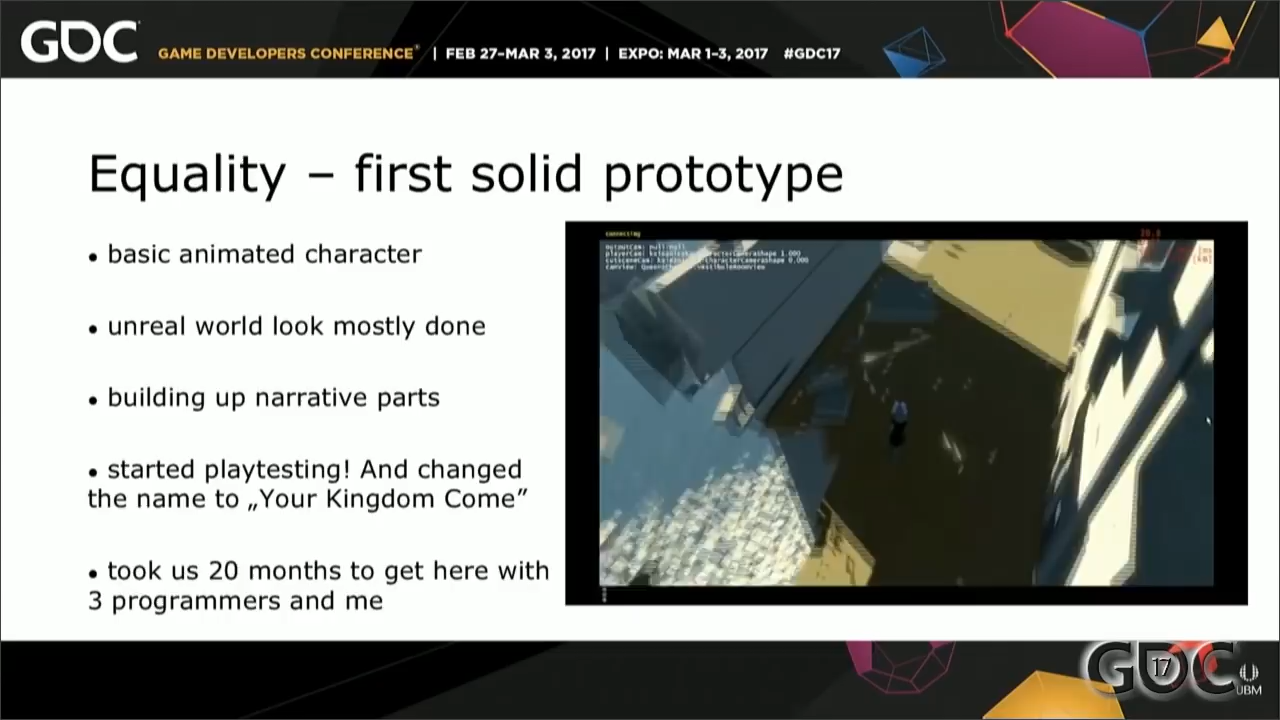 GDC GAME DEVELOPERS CONFERENCE® | FEB 27–MAR 3, 2017 | EXPO: MAR 1–3, 2017 #GDC17
Equality – first solid prototype
• basic animated character
• unreal world look mostly done
• building up narrative parts
• started playtesting! And changed
the name to „Your Kingdom Come”
• took us 20 months to get here with
3 programmers and me
connecting
GDC 17
UBM